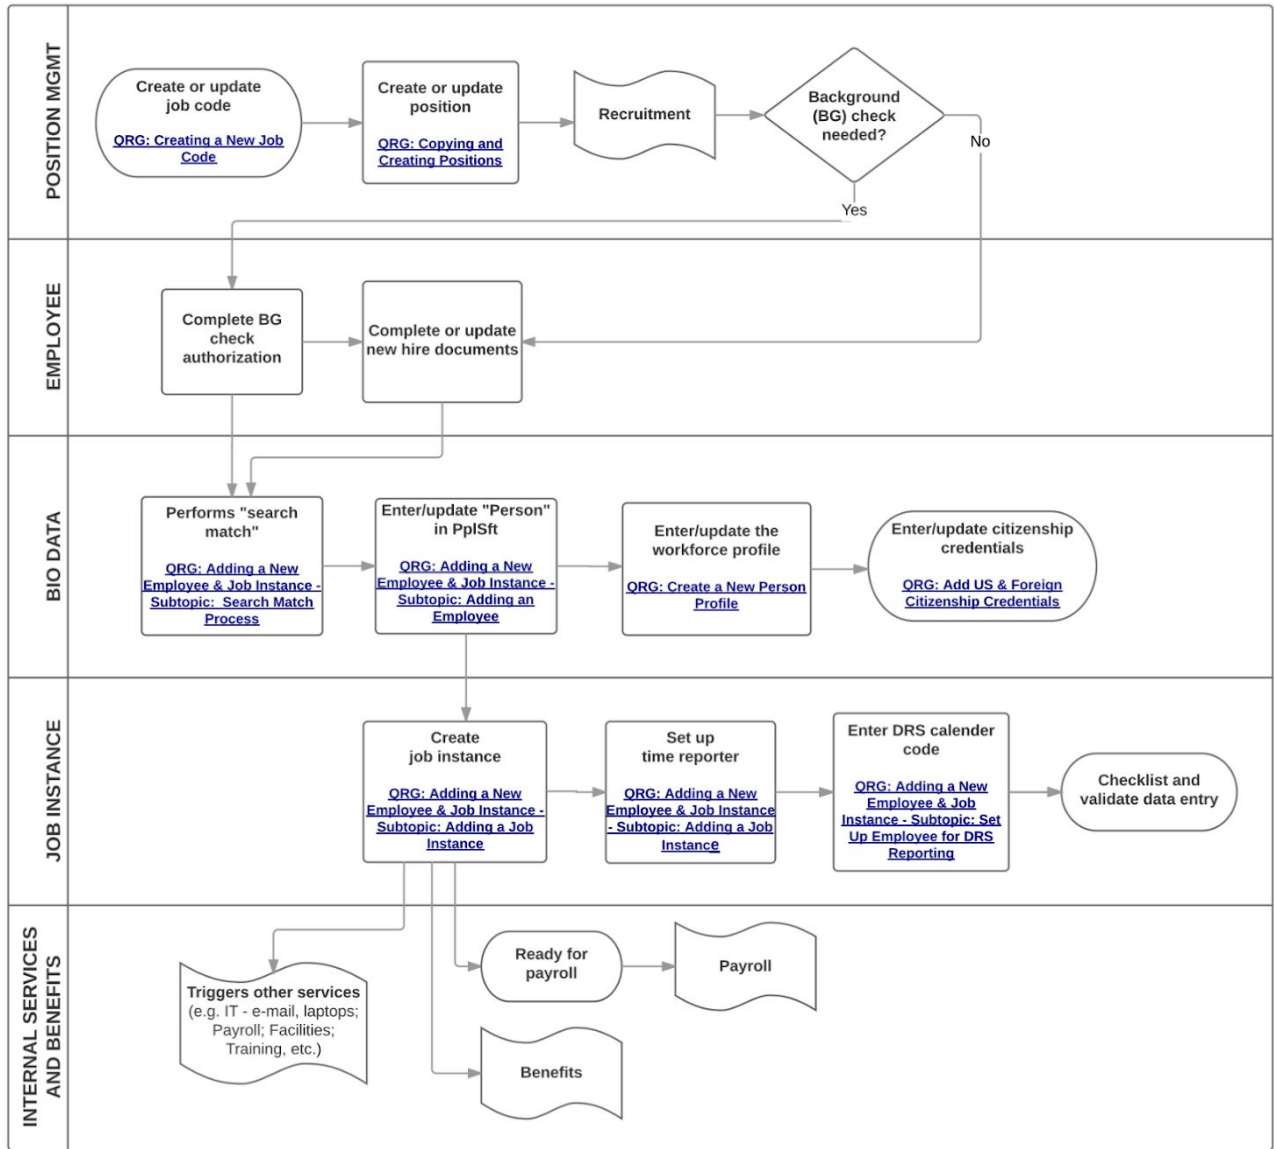 POSITION MGMT
Create or update
job code
QRG: Creating a New Job
Code
Create or update
position
QRG: Copying and
Creating Positions
Recruitment
Background
(BG) check
needed?
No
Yes
EMPLOYEE
Complete BG
check
authorization
Complete or update
new hire documents
BIO DATA
Performs "search
match"
QRG: Adding a New
Employee & Job Instance -
Subtopic: Search Match
Process
Enter/update "Person"
in PplSft
QRG: Adding a New
Employee & Job Instance -
Subtopic: Adding an
Employee
Enter/update the
workforce profile
QRG: Create a New Person
Profile
Enter/update citizenship
credentials
QRG: Add US & Foreign
Citizenship Credentials
JOB INSTANCE
Create
job instance
QRG: Adding a New
Employee & Job Instance -
Subtopic: Adding a Job
Instance
Set up
time reporter
QRG: Adding a New
Employee & Job Instance
- Subtopic: Adding a Job
Instance
Enter DRS calender
code
QRG: Adding a New
Employee & Job
Instance - Subtopic: Set
Up Employee for DRS
Reporting
Checklist and
validate data entry
INTERNAL SERVICES
AND BENEFITS
Triggers other services
(e.g. IT - e-mail, laptops;
Payroll; Facilities;
Training, etc.)
Ready for
payroll
Payroll
Benefits